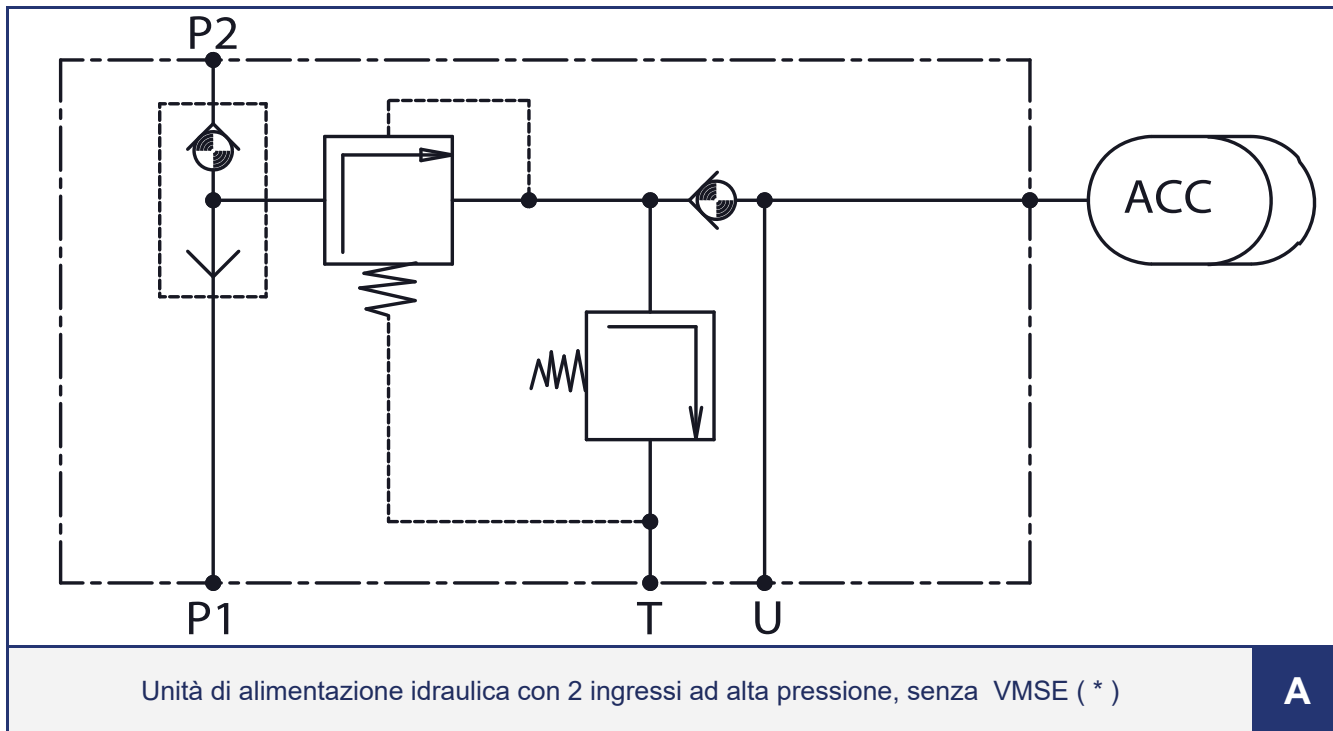 P2
ACC
P1
T
U
Unità di alimentazione idraulica con 2 ingressi ad alta pressione, senza VMSE ( * )
A